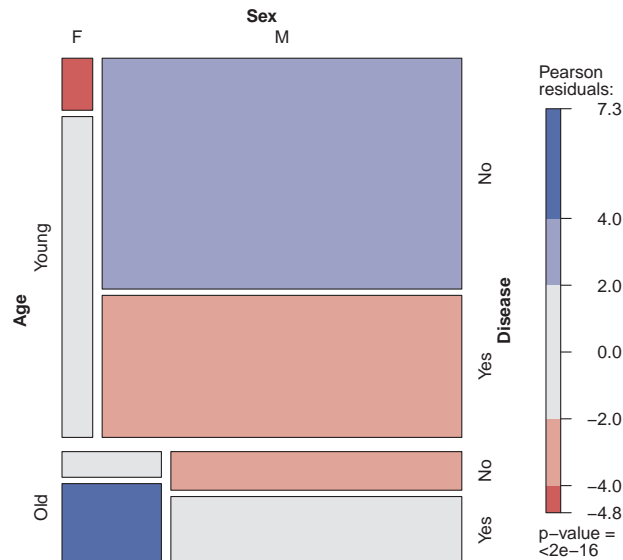 Sex
F
M
Age
Young
Old
No
Yes
No
Yes
Disease
Pearson
residuals:
7.3
4.0
2.0
0.0
−2.0
−4.0
−4.8
p−value =
<2e−16